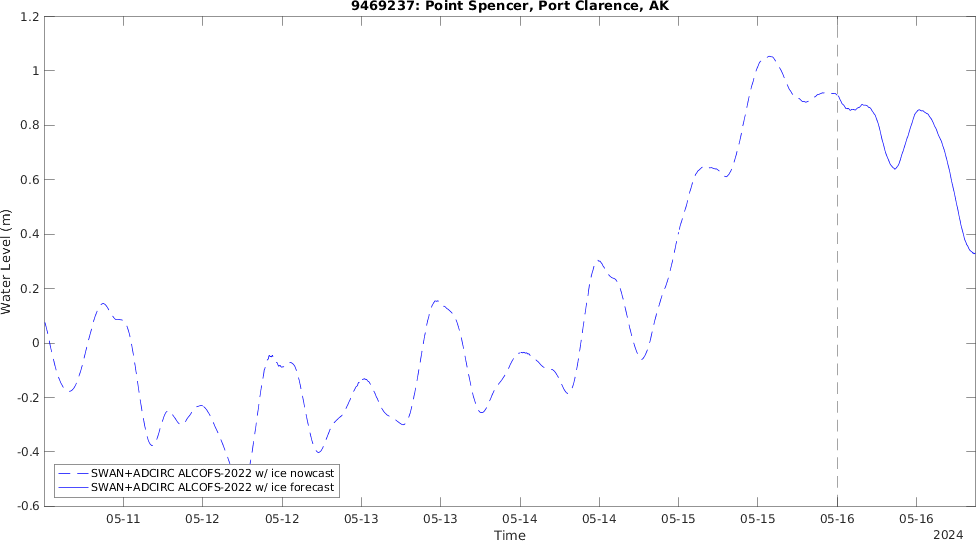 9469237: Point Spencer, Port Clarence, AK
1.2
1
0.8
0.6
0.4
0.2
0
-0.2
-0.4
-0.6
Water Level (m)
SWAN+ADCIRC ALCOFS-2022 w/ ice nowcast
SWAN+ADCIRC ALCOFS-2022 w/ ice forecast
05-11 05-12 05-12 05-13 05-13 05-14 05-14 05-15 05-15 05-16 05-16
Time
2024